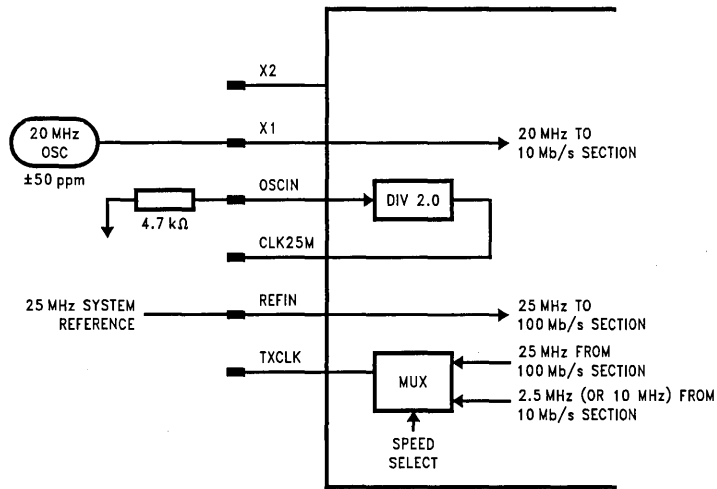 X2
20 MHz
OSC
±50 ppm
X1
20 MHz TO
10 Mb/s SECTION
4.7 kΩ
OSCIN
DIV 2.0
CLK25M
25 MHz SYSTEM
REFERENCE
REFIN
25 MHz TO
100 Mb/s SECTION
TXCLK
MUX
25 MHz FROM
100 Mb/s SECTION
2.5 MHz (OR 10 MHz) FROM
10 Mb/s SECTION
SPEED
SELECT